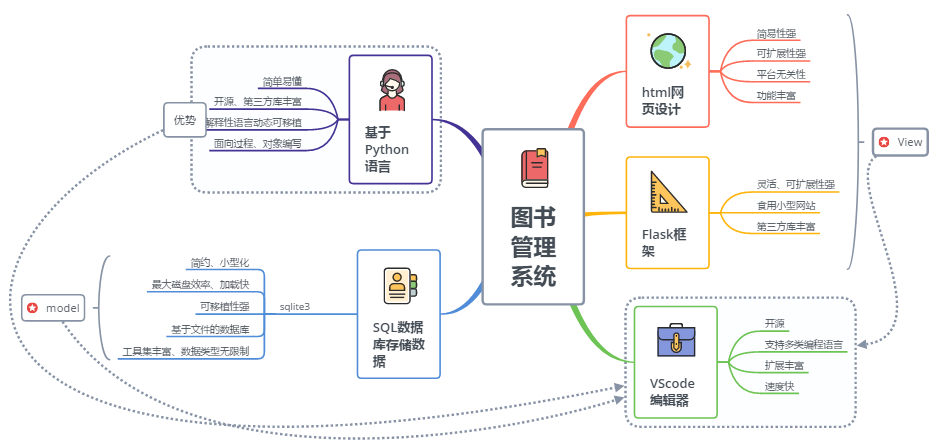 图书
管理
系统
基于
Python
语言
简单易懂
开源、第三方库丰富
解释性语言动态可移植
面向过程、对象编写
优势
SQL数据
库存储数
据
sqlite3
简约、小型化
最大磁盘效率、加载快
可移植性强
基于文件的数据库
工具集丰富、数据类型无限制
model
html网
页设计
简易性强
可扩展性强
平台无关性
功能丰富
Flask框
架
灵活、可扩展性强
食用小型网站
第三方库丰富
View
VScode
编辑器
开源
支持多类编程语言
扩展丰富
速度快